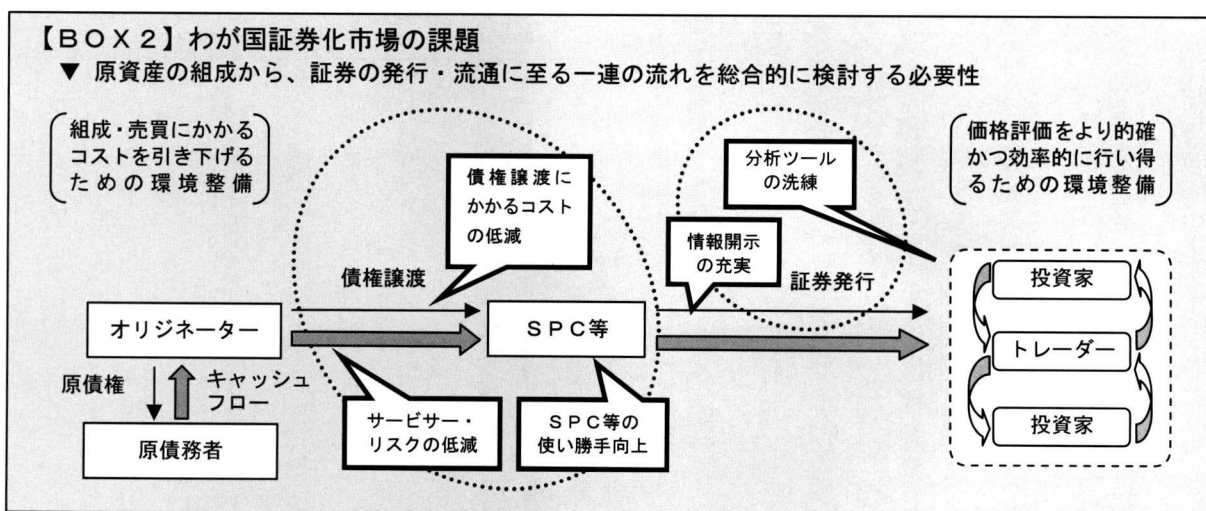 【BOX2】わが国証券化市場の課題
▼ 原資産の組成から、証券の発行・流通に至る一連の流れを総合的に検討する必要性
組成・売買にかかる
コストを引き下げる
ための環境整備
価格評価をより的確
かつ効率的に行い得
るための環境整備
債権譲渡に
かかるコスト
の低減
分析ツール
の洗練
情報開示
の充実
債権譲渡
証券発行
オリジネーター
SPC等
投資家
トレーダー
投資家
原債権
キャッシュ
フロー
原債務者
サービサー・
リスクの低減
SPC等の
使い勝手向上